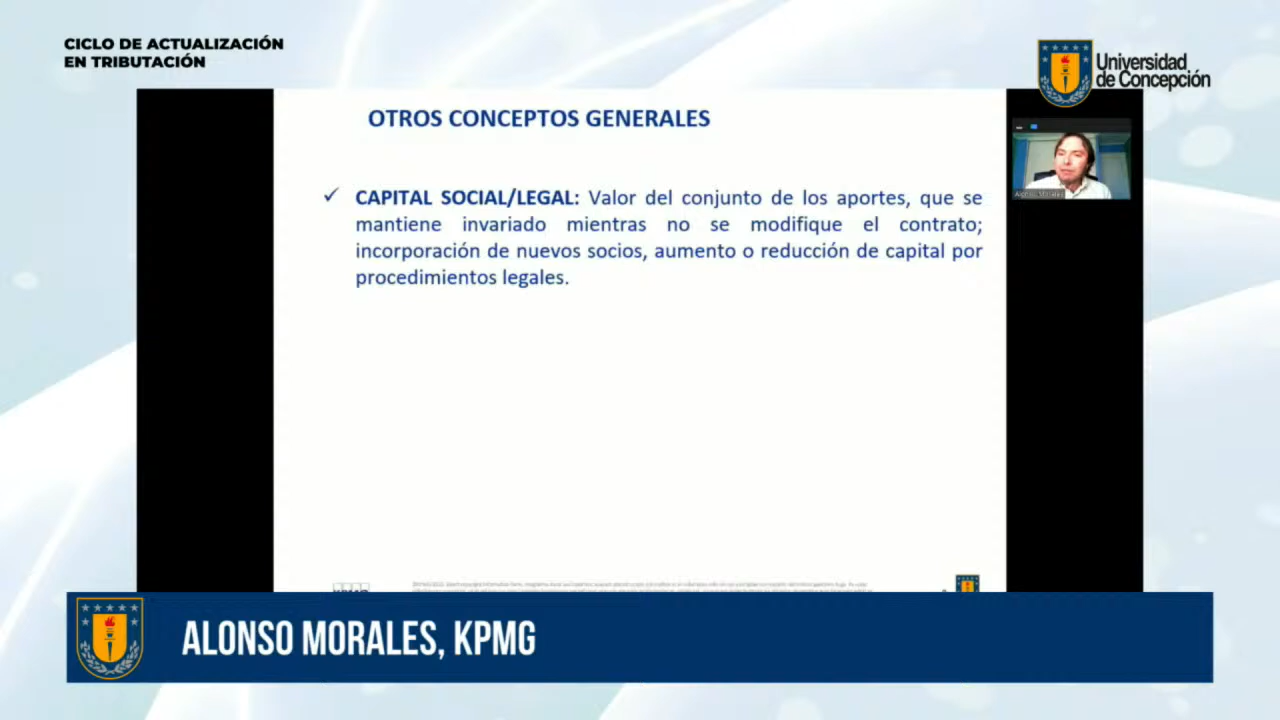 CICLO DE ACTUALIZACIÓN
EN TRIBUTACIÓN
Universidad
de Concepción
OTROS CONCEPTOS GENERALES
✓ CAPITAL SOCIAL/LEGAL: Valor del conjunto de los aportes, que se
mantiene invariado mientras no se modifique el contrato;
incorporación de nuevos socios, aumento o reducción de capital por
procedimientos legales.
Alonso Morales
ALONSO MORALES, KPMG